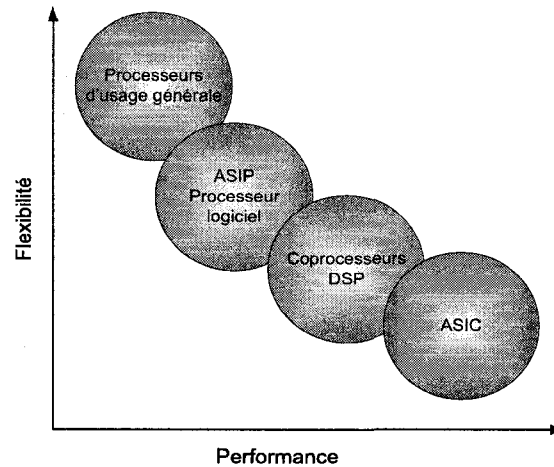 Processeurs
d'usage générale
ASIP
Processeur
logiciel
Coprocesseurs
DSP
ASIC
Flexibilité
Performance